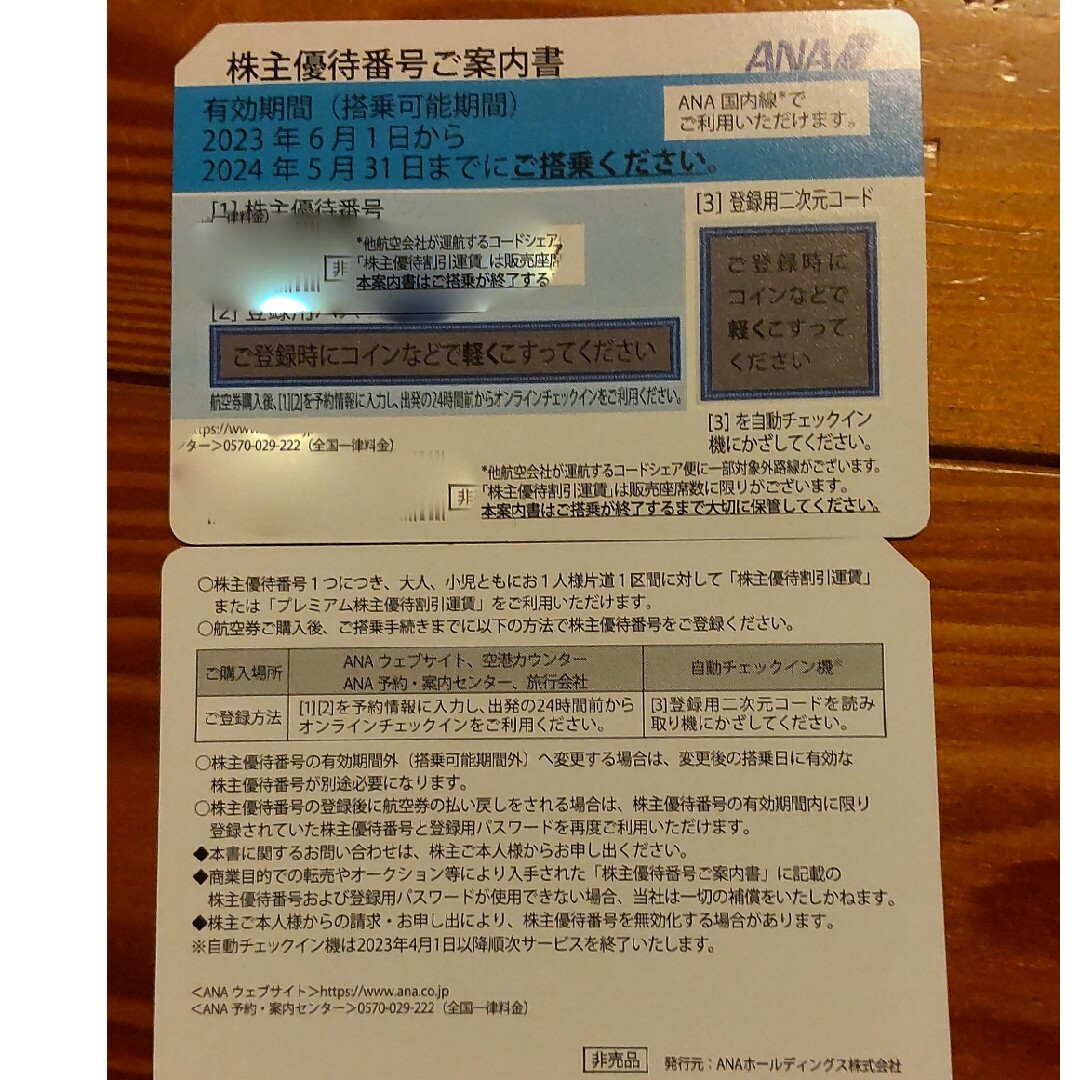 株主優待番号ご案内書
ANA
有効期間（搭乗可能期間）
2023年6月1日から
2024年5月31日までにご搭乗ください。
ANA 国内線*で
ご利用いただけます。
[1] 株主優待番号
一律料金)
*他航空会社が運航するコードシェア
非
「株主優待割引運賃」は販売座席
本案内書はご搭乗が終了する
[2] 登録用パス
ご登録時にコインなどで軽くこすってください
航空券購入後、[1][2]を予約情報に入力し、出発の24時間前からオンラインチェックインをご利用ください。
[3] 登録用二次元コード
ご登録時に
コインなどで
軽くこすって
ください
[3] を自動チェックイン
機にかざしてください。
ttps://www
ター＞0570-029-222（全国一律料金）
*他航空会社が運航するコードシェア便に一部対象外路線がございます。
非
「株主優待割引運賃」は販売座席数に限りがございます。
本案内書はご搭乗が終了するまで大切に保管してください。
○株主優待番号1つにつき、大人、小児ともにお1人様片道1区間に対して「株主優待割引運賃」
または「プレミアム株主優待割引運賃」をご利用いただけます。
○航空券ご購入後、ご搭乗手続きまでに以下の方法で株主優待番号をご登録ください。
ご購入場所
ANA ウェブサイト、空港カウンター
ANA 予約・案内センター、旅行会社
自動チェックイン機※
ご登録方法
[1][2]を予約情報に入力し、出発の24時間前から
オンラインチェックインをご利用ください。
[3]登録用二次元コードを読み
取り機にかざしてください。
○株主優待番号の有効期間外（搭乗可能期間外）へ変更する場合は、変更後の搭乗日に有効な
株主優待番号が別途必要になります。
○株主優待番号の登録後に航空券の払い戻しをされる場合は、株主優待番号の有効期間内に限り
登録されていた株主優待番号と登録用パスワードを再度ご利用いただけます。
◆本書に関するお問い合わせは、株主ご本人様からお申し出ください。
◆商業目的での転売やオークション等により入手された「株主優待番号ご案内書」に記載の
株主優待番号および登録用パスワードが使用できない場合、当社は一切の補償をいたしかねます。
◆株主ご本人様からの請求・お申し出により、株主優待番号を無効化する場合があります。
※自動チェックイン機は2023年4月1日以降順次サービスを終了いたします。
＜ANA ウェブサイト＞https://www.ana.co.jp
＜ANA 予約・案内センター＞0570-029-222（全国一律料金）
非売品
発行元：ANAホールディングス株式会社